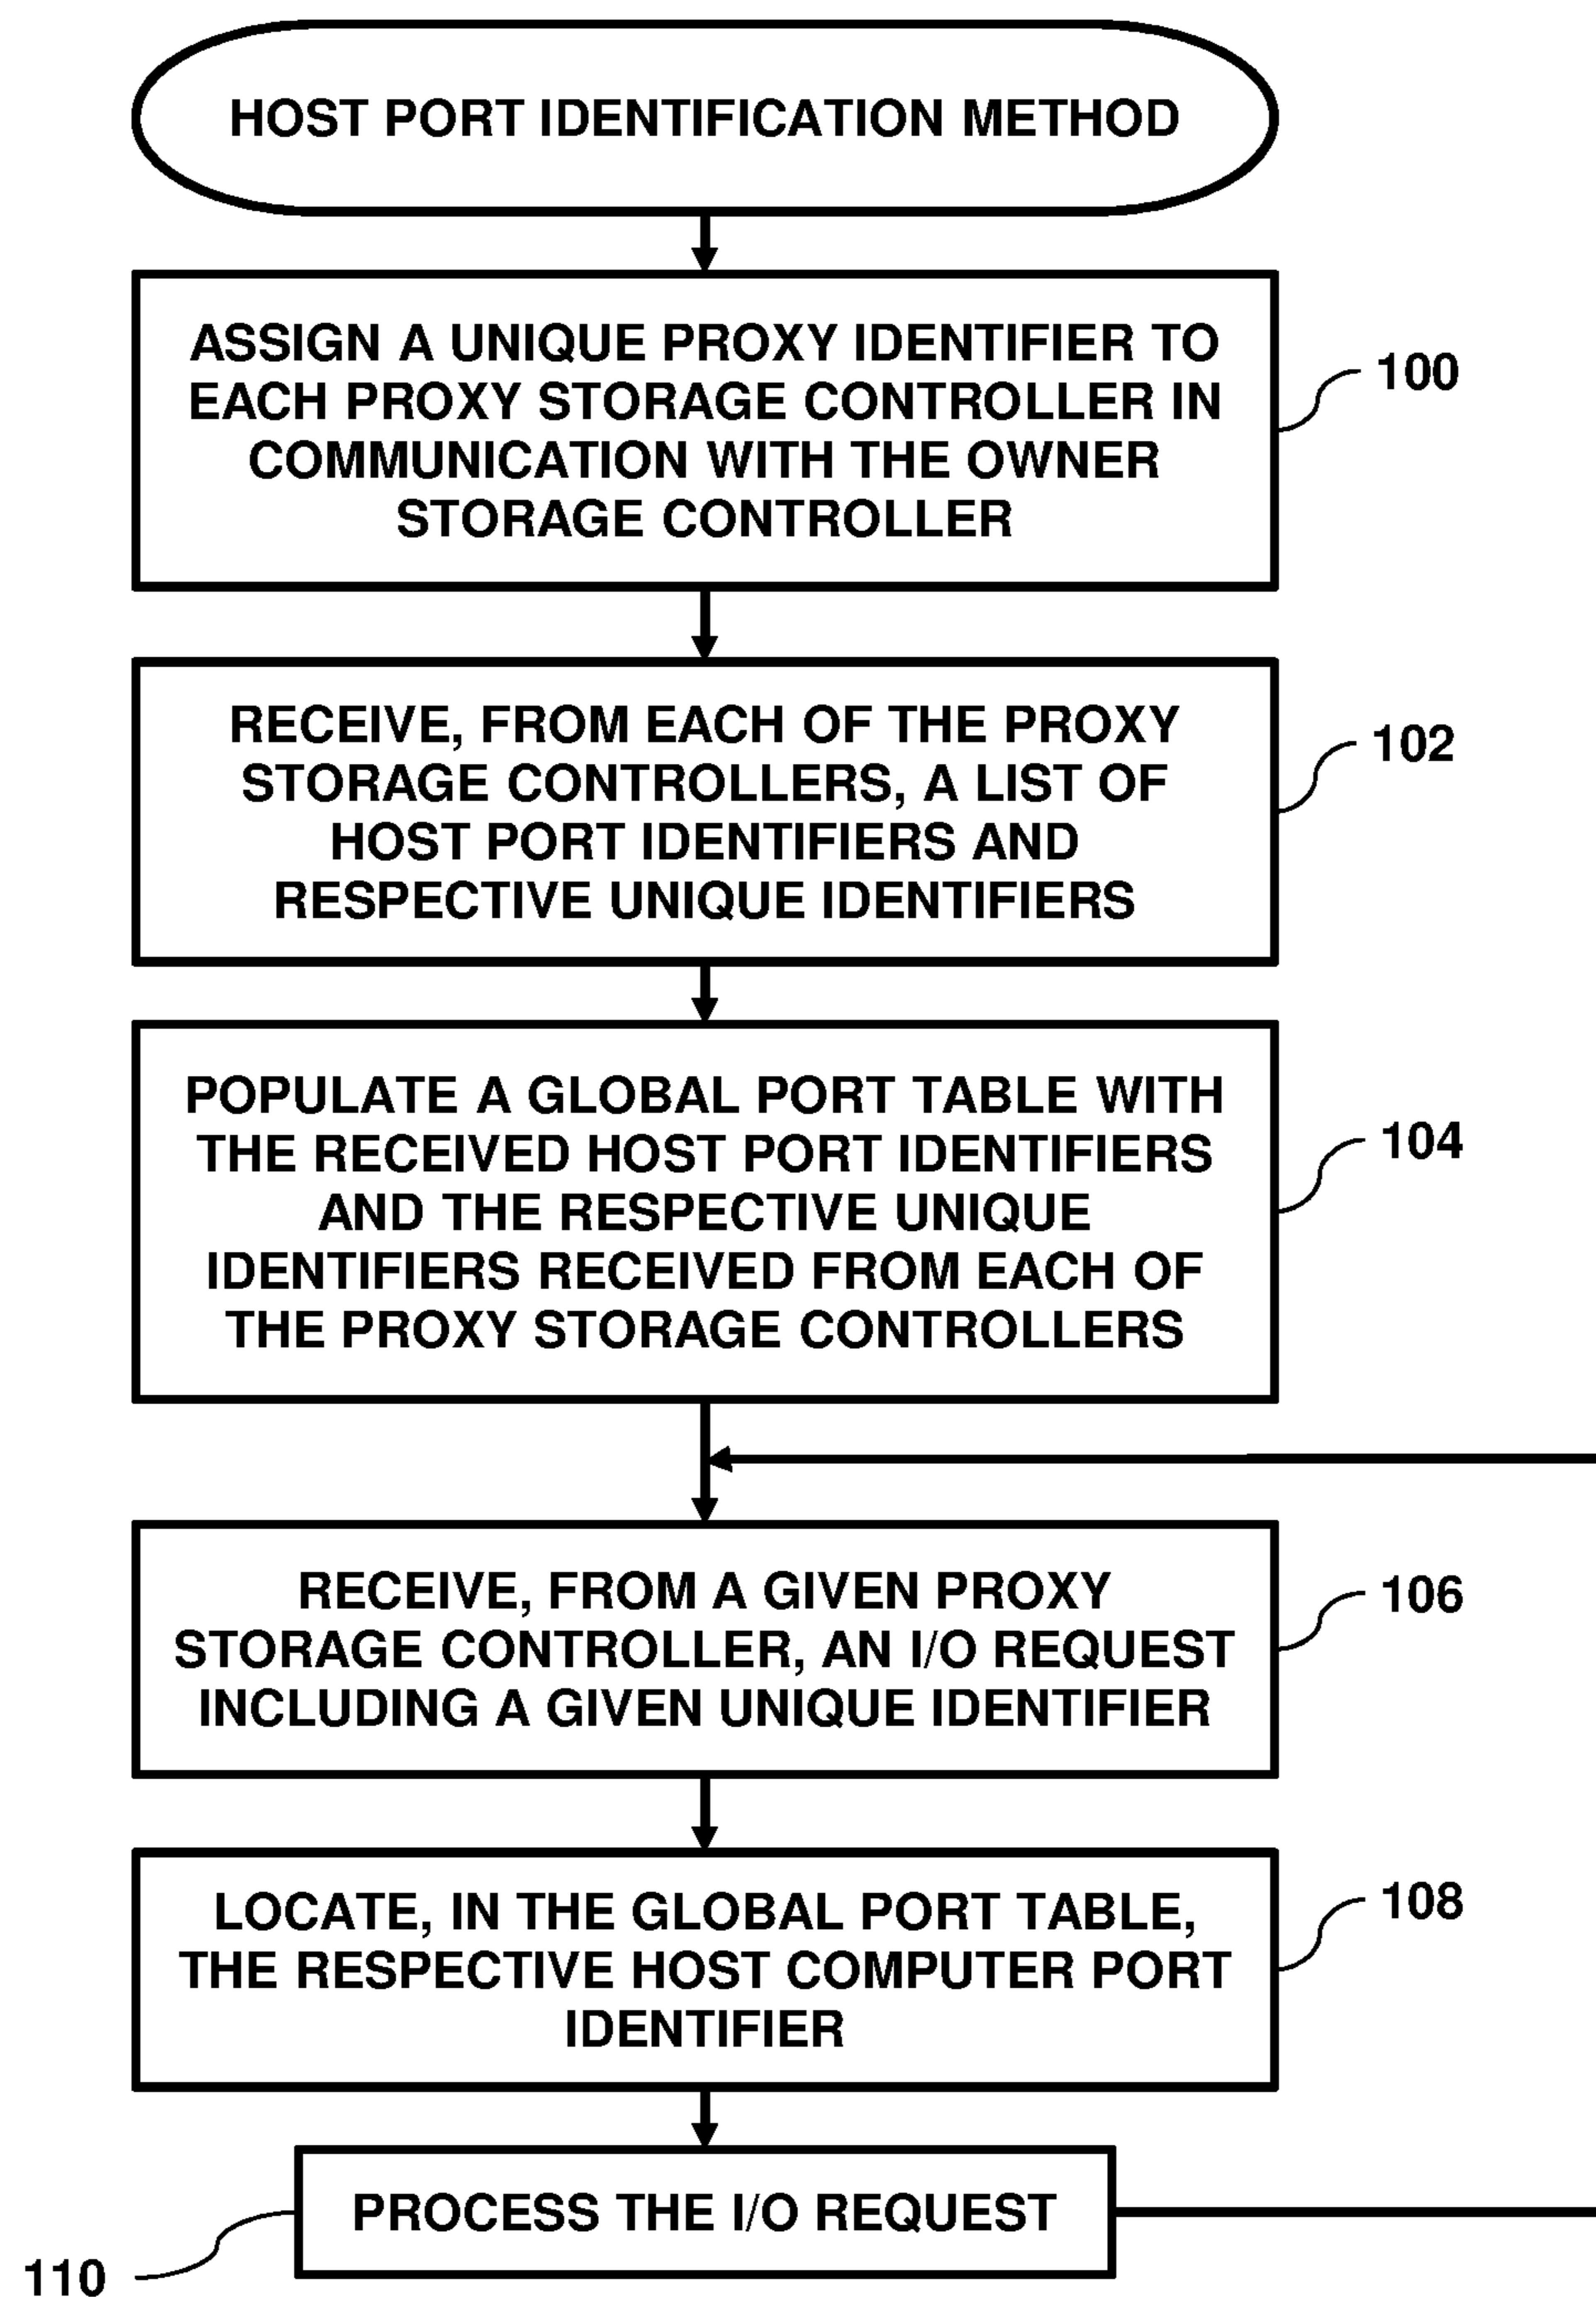 HOST PORT IDENTIFICATION METHOD
ASSIGN A UNIQUE PROXY IDENTIFIER TO
EACH PROXY STORAGE CONTROLLER IN
COMMUNICATION WITH THE OWNER
STORAGE CONTROLLER
100
RECEIVE, FROM EACH OF THE PROXY
STORAGE CONTROLLERS, A LIST OF
HOST PORT IDENTIFIERS AND
RESPECTIVE UNIQUE IDENTIFIERS
102
POPULATE A GLOBAL PORT TABLE WITH
THE RECEIVED HOST PORT IDENTIFIERS
AND THE RESPECTIVE UNIQUE
IDENTIFIERS RECEIVED FROM EACH OF
THE PROXY STORAGE CONTROLLERS
104
RECEIVE, FROM A GIVEN PROXY
STORAGE CONTROLLER, AN I/O REQUEST
INCLUDING A GIVEN UNIQUE IDENTIFIER
106
LOCATE, IN THE GLOBAL PORT TABLE,
THE RESPECTIVE HOST COMPUTER PORT
IDENTIFIER
108
PROCESS THE I/O REQUEST
110